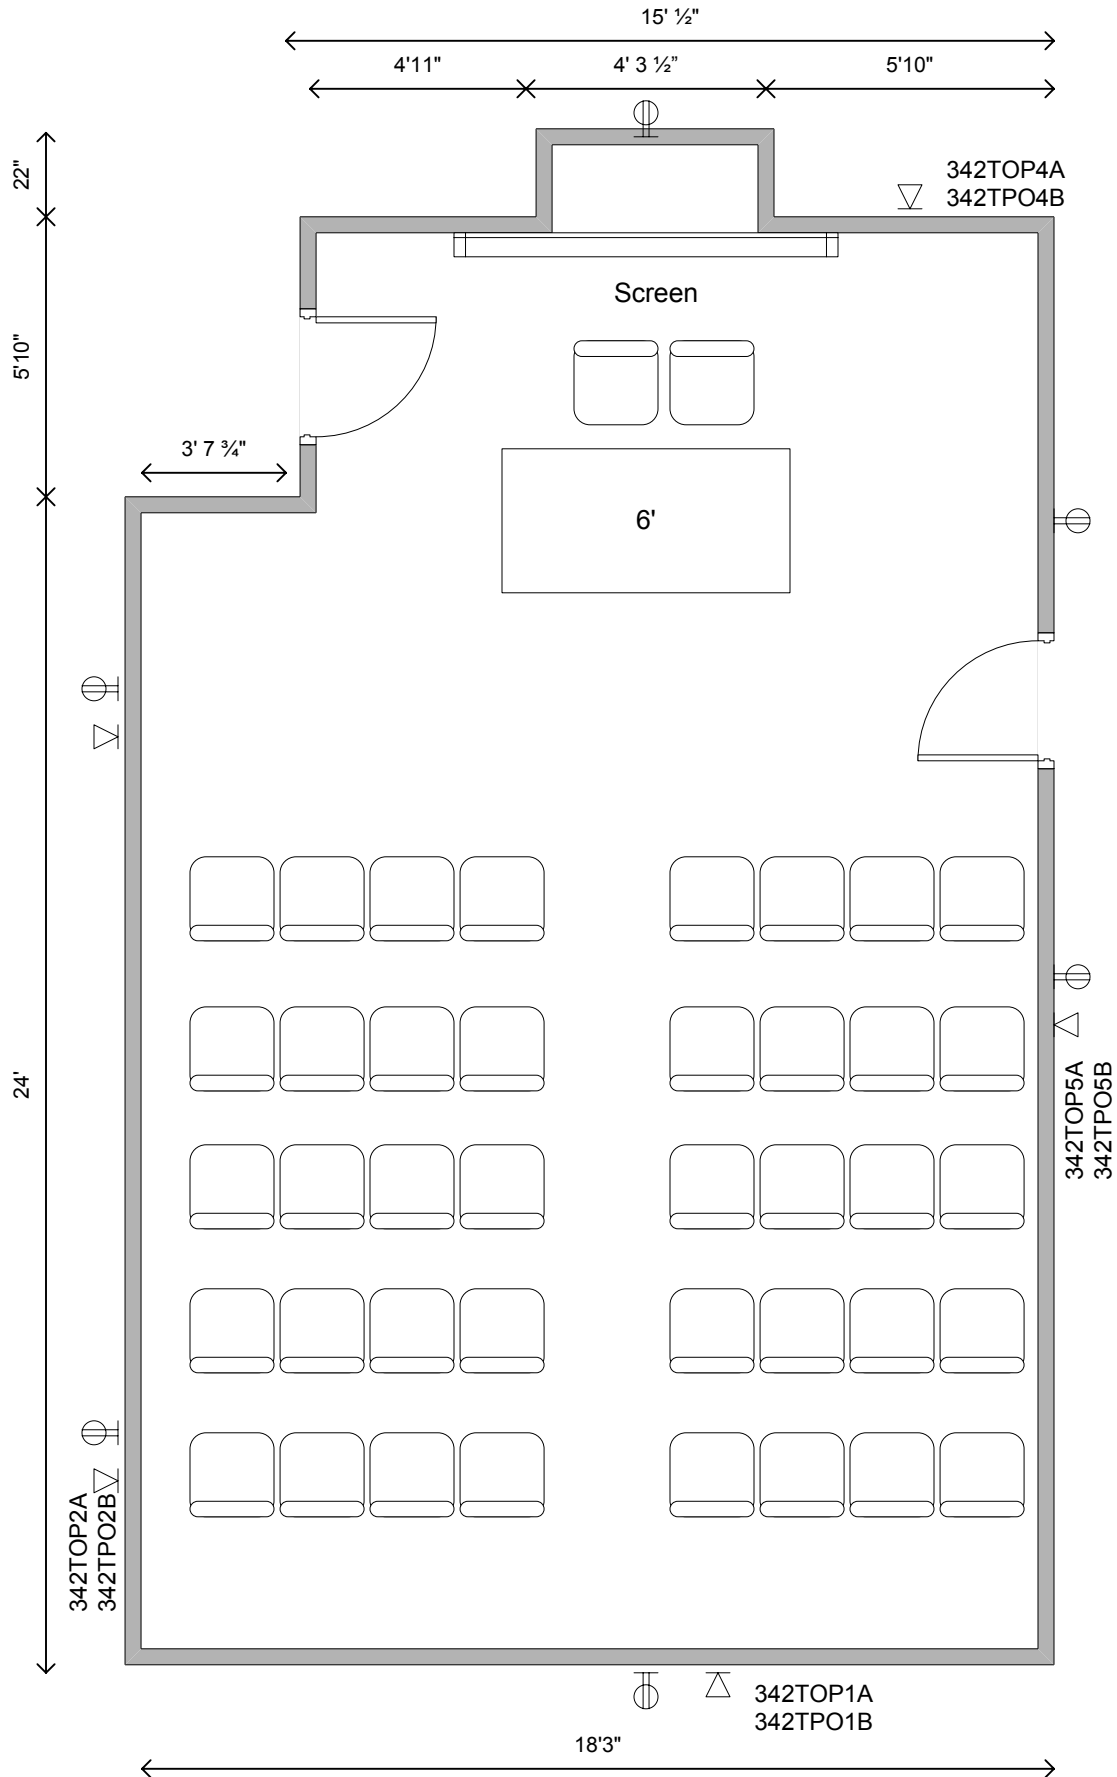 15' ½"
4'11"
4' 3 ½”
5'10"
22"
342TOP4A
342TPO4B
Screen
5'10"
3' 7 ¾"
6'
24'
342TOP5A
342TPO5B
342TOP2A
342TPO2B
342TOP1A
342TPO1B
18'3"